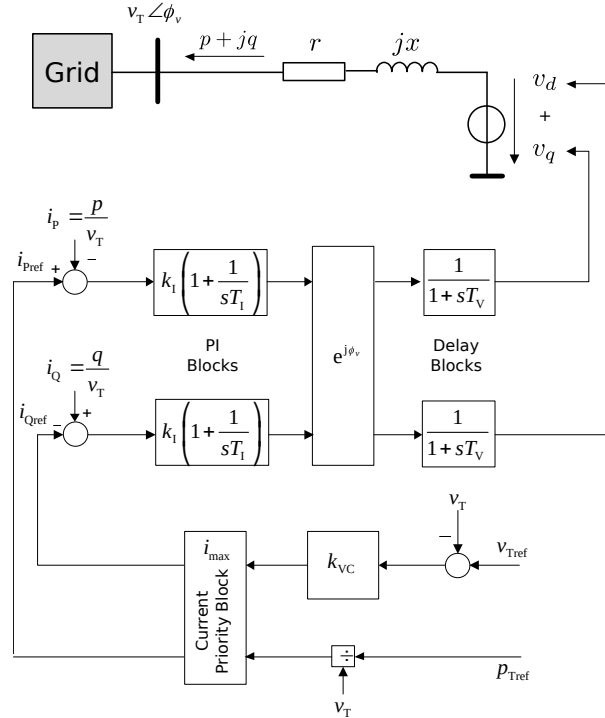 v_T ∠ϕ_v
Grid
p + jq
r
jx
v_d
+
v_q
i_P = p/v_T
i_Pref + −
k_I(1 + 1/(sT_I))
e^{jϕ_v}
1/(1 + sT_V)
PI
Blocks
Delay
Blocks
i_Q = q/v_T
i_Qref − +
k_I(1 + 1/(sT_I))
1/(1 + sT_V)
i_max
Current
Priority Block
k_VC
v_T
−
v_Tref
÷
p_Tref
v_T